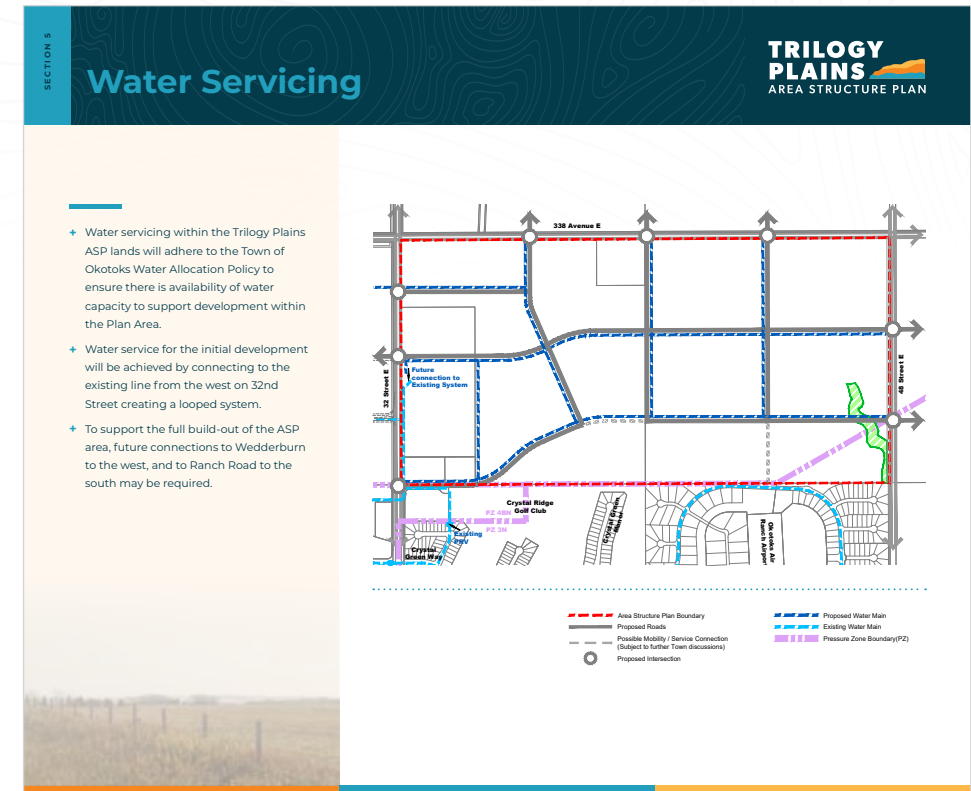 SECTION 5
Water Servicing
TRILOGY
PLAINS
AREA STRUCTURE PLAN
+ Water servicing within the Trilogy Plains
ASP lands will adhere to the Town of
Okotoks Water Allocation Policy to
ensure there is availability of water
capacity to support development within
the Plan Area.
+ Water service for the initial development
will be achieved by connecting to the
existing line from the west on 32nd
Street creating a looped system.
+ To support the full build-out of the ASP
area, future connections to Wedderburn
to the west, and to Ranch Road to the
south may be required.
338 Avenue E
32 Street E
48 Street E
Future
connection to
Existing System
Crystal Ridge
Golf Club
PZ 4BN
PZ 3N
Existing
PRV
Crystal
Green Way
Crystal Green
Manor
Okotoks Air
Ranch Airport
Area Structure Plan Boundary
Proposed Roads
Possible Mobility / Service Connection
(Subject to further Town discussions)
Proposed Intersection
Proposed Water Main
Existing Water Main
Pressure Zone Boundary(PZ)